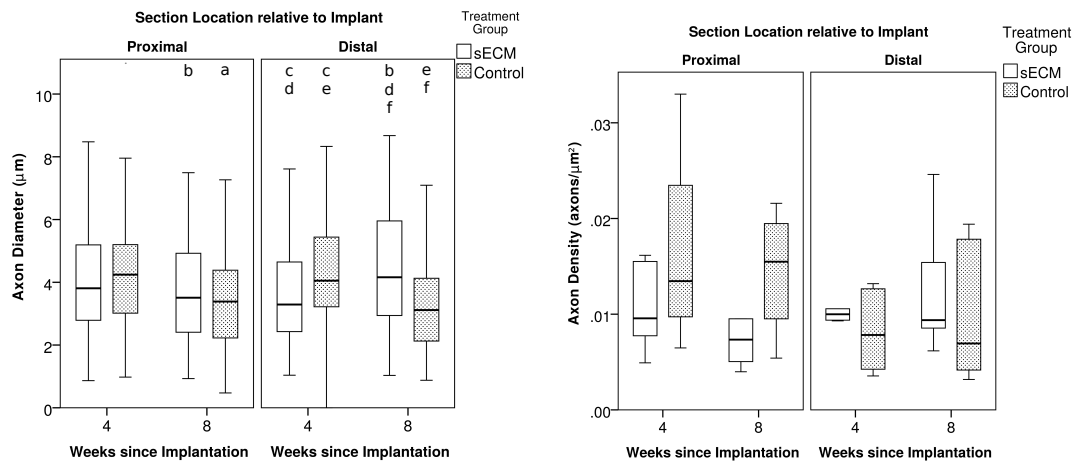 Section Location relative to Implant
Proximal
Distal
Treatment
Group
sECM
Control
b
a
c
d
c
e
b
d
f
e
f
Axon Diameter (μm)
10
8
6
4
2
0
4
8
4
8
Weeks since Implantation
Weeks since Implantation
Section Location relative to Implant
Proximal
Distal
Treatment
Group
sECM
Control
Axon Density (axons/μm²)
.03
.02
.01
.00
4
8
4
8
Weeks since Implantation
Weeks since Implantation